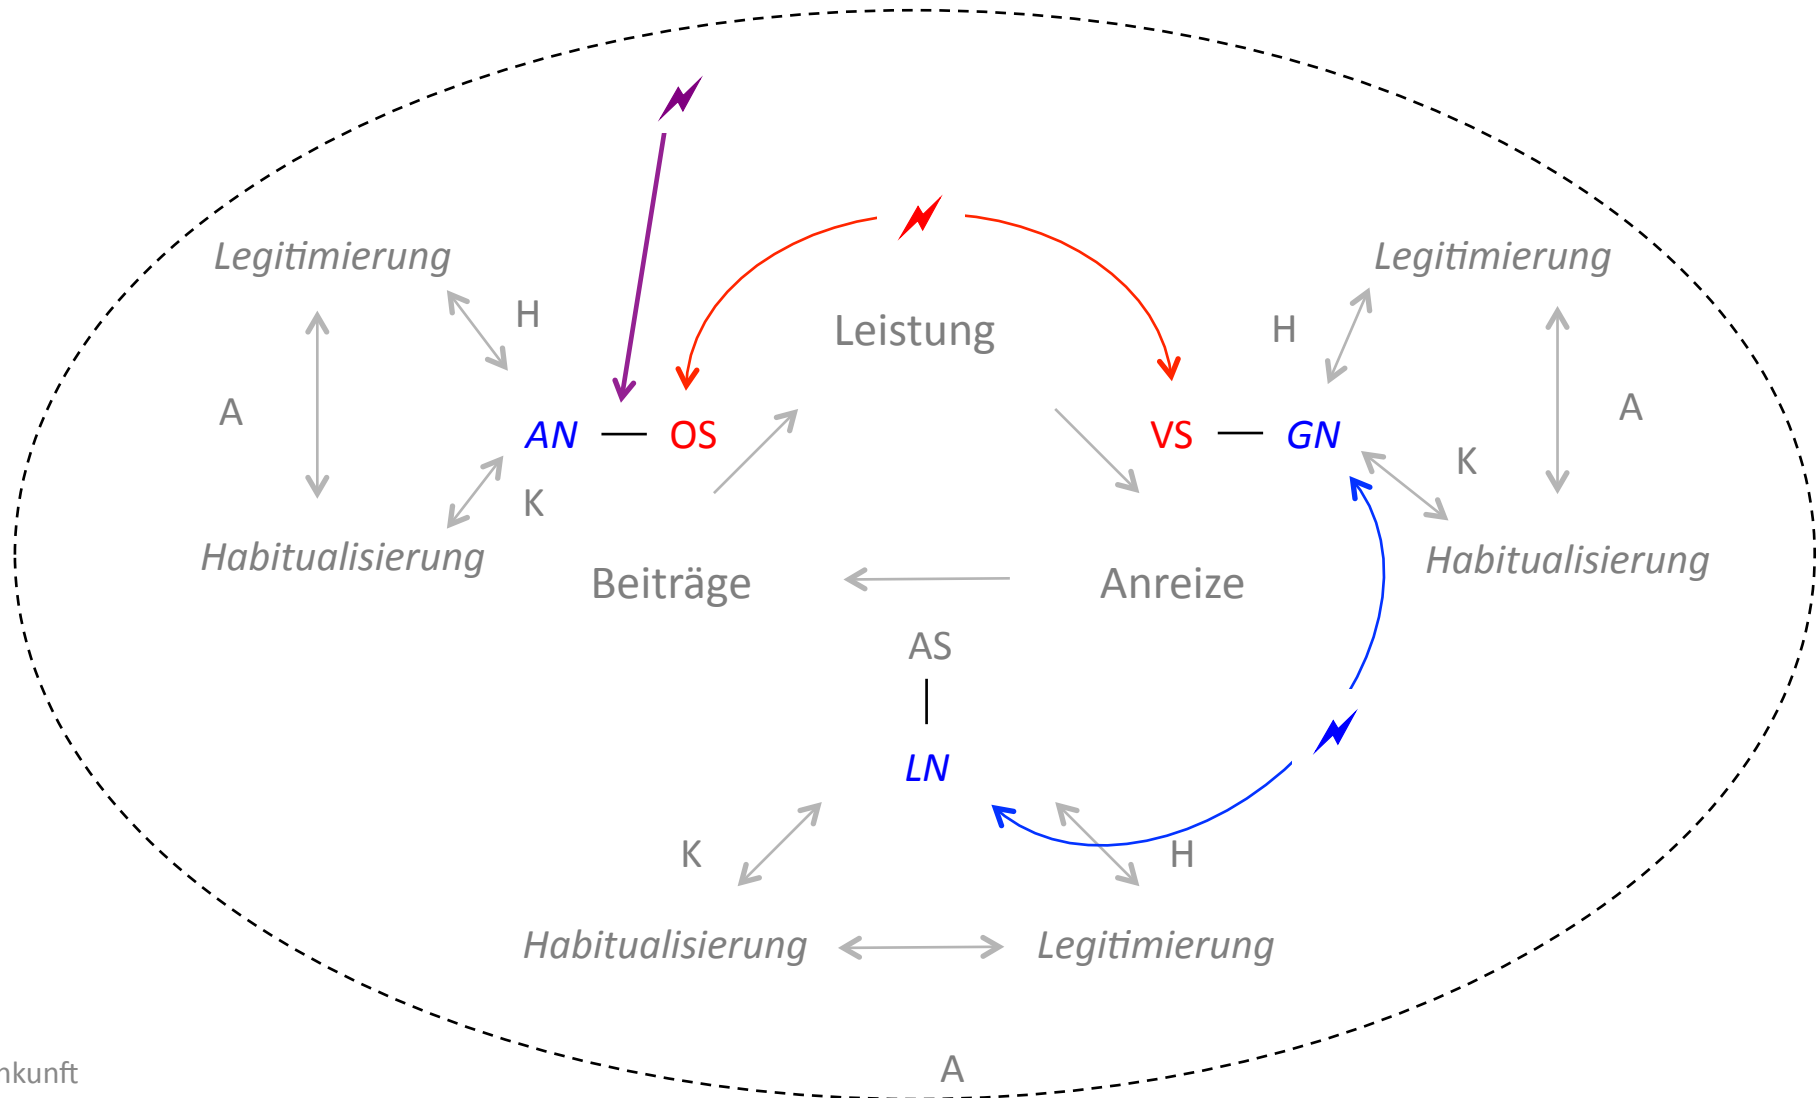 Legitimierung
Legitimierung
H
Leistung
H
A
A
AN
OS
VS
GN
K
K
Habitualisierung
Habitualisierung
Beiträge
Anreize
AS
LN
K
H
Habitualisierung
Legitimierung
A
nkunft